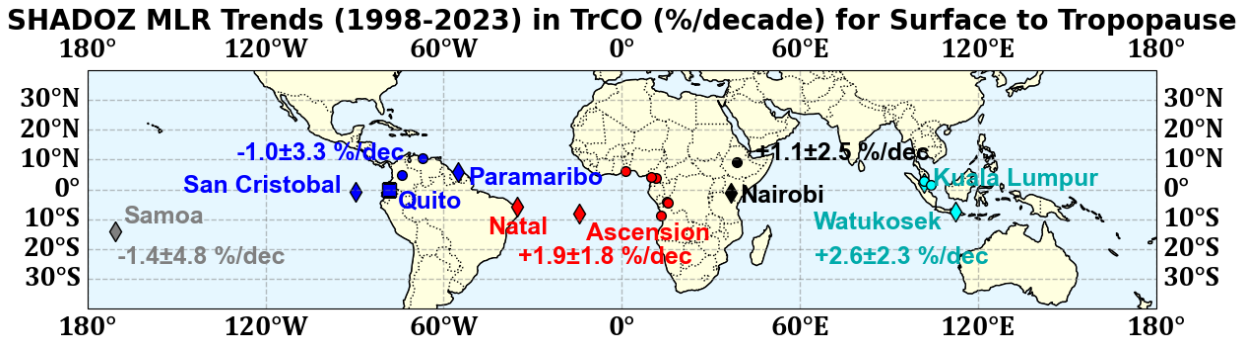 SHADOZ MLR Trends (1998-2023) in TrCO (%/decade) for Surface to Tropopause
180° 120°W 60°W 0° 60°E 120°E 180°
30°N 30°N
20°N 20°N
-1.0±3.3 %/dec +1.1±2.5 %/dec
10°N 10°N
San Cristobal Paramaribo Kuala Lumpur
0° Quito Nairobi 0°
Samoa Natal Ascension Watukosek
10°S 10°S
20°S 20°S
-1.4±4.8 %/dec +1.9±1.8 %/dec +2.6±2.3 %/dec
30°S 30°S
180° 120°W 60°W 0° 60°E 120°E 180°